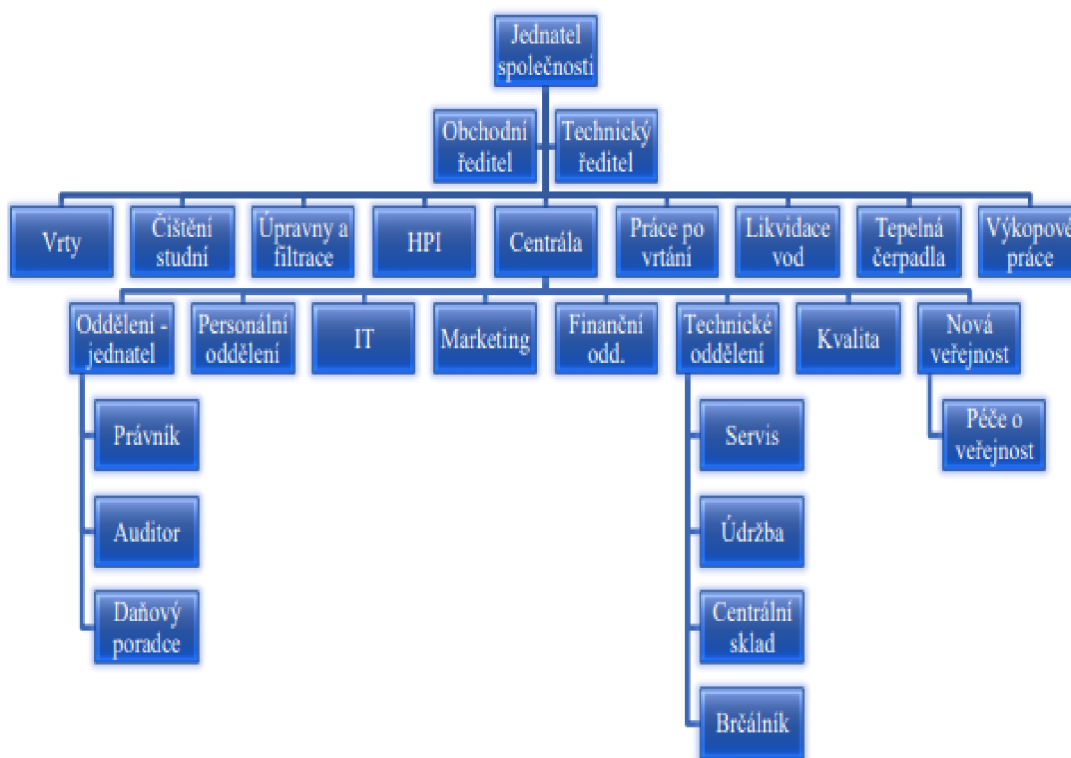 Jednatel
společnosti
Obchodní
ředitel
Technický
ředitel
Vrty
Čištění
studní
Úpravny a
filtrace
HPI
Centrála
Práce po
vrtání
Likvidace
vod
Tepelná
čerpadla
Výkopové
práce
Oddělení -
jednatel
Personální
oddělení
IT
Marketing
Finanční
odd.
Technické
oddělení
Kvalita
Nová
veřejnost
Právník
Servis
Péče o
veřejnost
Auditor
Údržba
Daňový
poradce
Centrální
sklad
Brčálník